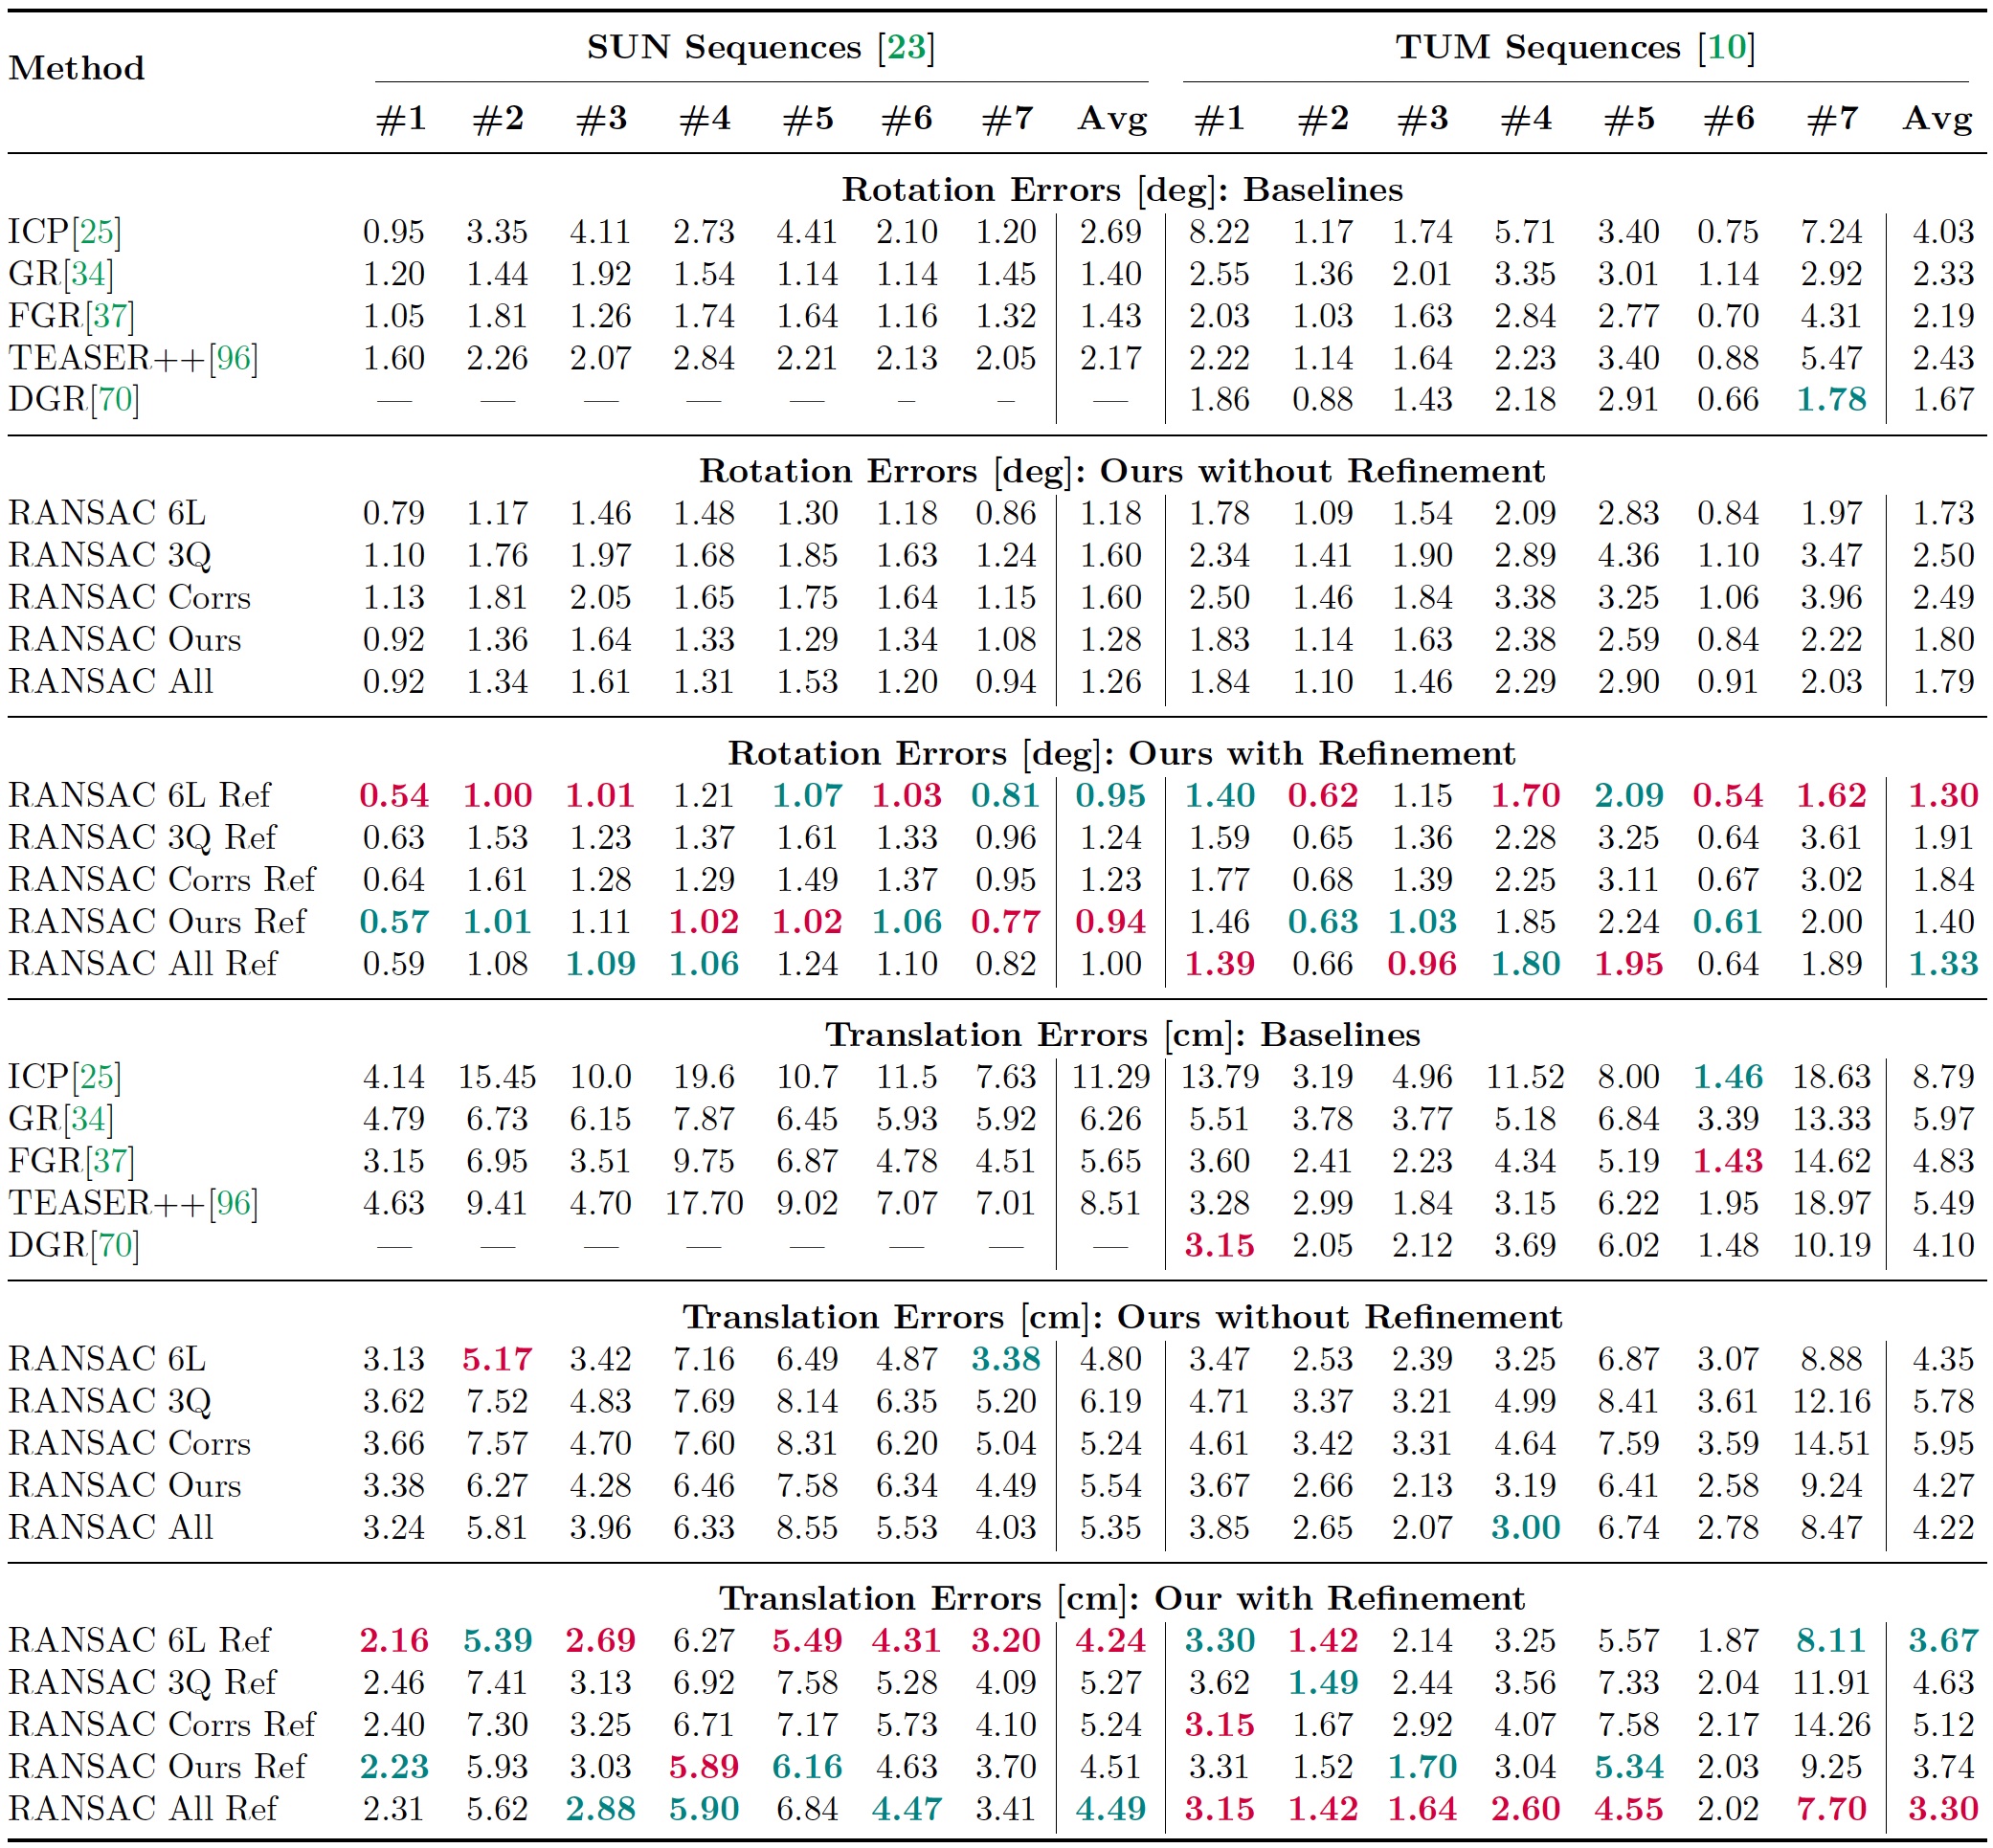 Method SUN Sequences [23] TUM Sequences [10]
#1 #2 #3 #4 #5 #6 #7 Avg #1 #2 #3 #4 #5 #6 #7 Avg
Rotation Errors [deg]: Baselines
ICP[25] 0.95 3.35 4.11 2.73 4.41 2.10 1.20 2.69 8.22 1.17 1.74 5.71 3.40 0.75 7.24 4.03
GR[34] 1.20 1.44 1.92 1.54 1.14 1.14 1.45 1.40 2.55 1.36 2.01 3.35 3.01 1.14 2.92 2.33
FGR[37] 1.05 1.81 1.26 1.74 1.64 1.16 1.32 1.43 2.03 1.03 1.63 2.84 2.77 0.70 4.31 2.19
TEASER++[96] 1.60 2.26 2.07 2.84 2.21 2.13 2.05 2.17 2.22 1.14 1.64 2.23 3.40 0.88 5.47 2.43
DGR[70] — — — — — – – — 1.86 0.88 1.43 2.18 2.91 0.66 1.78 1.67
Rotation Errors [deg]: Ours without Refinement
RANSAC 6L 0.79 1.17 1.46 1.48 1.30 1.18 0.86 1.18 1.78 1.09 1.54 2.09 2.83 0.84 1.97 1.73
RANSAC 3Q 1.10 1.76 1.97 1.68 1.85 1.63 1.24 1.60 2.34 1.41 1.90 2.89 4.36 1.10 3.47 2.50
RANSAC Corrs 1.13 1.81 2.05 1.65 1.75 1.64 1.15 1.60 2.50 1.46 1.84 3.38 3.25 1.06 3.96 2.49
RANSAC Ours 0.92 1.36 1.64 1.33 1.29 1.34 1.08 1.28 1.83 1.14 1.63 2.38 2.59 0.84 2.22 1.80
RANSAC All 0.92 1.34 1.61 1.31 1.53 1.20 0.94 1.26 1.84 1.10 1.46 2.29 2.90 0.91 2.03 1.79
Rotation Errors [deg]: Ours with Refinement
RANSAC 6L Ref 0.54 1.00 1.01 1.21 1.07 1.03 0.81 0.95 1.40 0.62 1.15 1.70 2.09 0.54 1.62 1.30
RANSAC 3Q Ref 0.63 1.53 1.23 1.37 1.61 1.33 0.96 1.24 1.59 0.65 1.36 2.28 3.25 0.64 3.61 1.91
RANSAC Corrs Ref 0.64 1.61 1.28 1.29 1.49 1.37 0.95 1.23 1.77 0.68 1.39 2.25 3.11 0.67 3.02 1.84
RANSAC Ours Ref 0.57 1.01 1.11 1.02 1.02 1.06 0.77 0.94 1.46 0.63 1.03 1.85 2.24 0.61 2.00 1.40
RANSAC All Ref 0.59 1.08 1.09 1.06 1.24 1.10 0.82 1.00 1.39 0.66 0.96 1.80 1.95 0.64 1.89 1.33
Translation Errors [cm]: Baselines
ICP[25] 4.14 15.45 10.0 19.6 10.7 11.5 7.63 11.29 13.79 3.19 4.96 11.52 8.00 1.46 18.63 8.79
GR[34] 4.79 6.73 6.15 7.87 6.45 5.93 5.92 6.26 5.51 3.78 3.77 5.18 6.84 3.39 13.33 5.97
FGR[37] 3.15 6.95 3.51 9.75 6.87 4.78 4.51 5.65 3.60 2.41 2.23 4.34 5.19 1.43 14.62 4.83
TEASER++[96] 4.63 9.41 4.70 17.70 9.02 7.07 7.01 8.51 3.28 2.99 1.84 3.15 6.22 1.95 18.97 5.49
DGR[70] — — — — — — — — 3.15 2.05 2.12 3.69 6.02 1.48 10.19 4.10
Translation Errors [cm]: Ours without Refinement
RANSAC 6L 3.13 5.17 3.42 7.16 6.49 4.87 3.38 4.80 3.47 2.53 2.39 3.25 6.87 3.07 8.88 4.35
RANSAC 3Q 3.62 7.52 4.83 7.69 8.14 6.35 5.20 6.19 4.71 3.37 3.21 4.99 8.41 3.61 12.16 5.78
RANSAC Corrs 3.66 7.57 4.70 7.60 8.31 6.20 5.04 5.24 4.61 3.42 3.31 4.64 7.59 3.59 14.51 5.95
RANSAC Ours 3.38 6.27 4.28 6.46 7.58 6.34 4.49 5.54 3.67 2.66 2.13 3.19 6.41 2.58 9.24 4.27
RANSAC All 3.24 5.81 3.96 6.33 8.55 5.53 4.03 5.35 3.85 2.65 2.07 3.00 6.74 2.78 8.47 4.22
Translation Errors [cm]: Our with Refinement
RANSAC 6L Ref 2.16 5.39 2.69 6.27 5.49 4.31 3.20 4.24 3.30 1.42 2.14 3.25 5.57 1.87 8.11 3.67
RANSAC 3Q Ref 2.46 7.41 3.13 6.92 7.58 5.28 4.09 5.27 3.62 1.49 2.44 3.56 7.33 2.04 11.91 4.63
RANSAC Corrs Ref 2.40 7.30 3.25 6.71 7.17 5.73 4.10 5.24 3.15 1.67 2.92 4.07 7.58 2.17 14.26 5.12
RANSAC Ours Ref 2.23 5.93 3.03 5.89 6.16 4.63 3.70 4.51 3.31 1.52 1.70 3.04 5.34 2.03 9.25 3.74
RANSAC All Ref 2.31 5.62 2.88 5.90 6.84 4.47 3.41 4.49 3.15 1.42 1.64 2.60 4.55 2.02 7.70 3.30